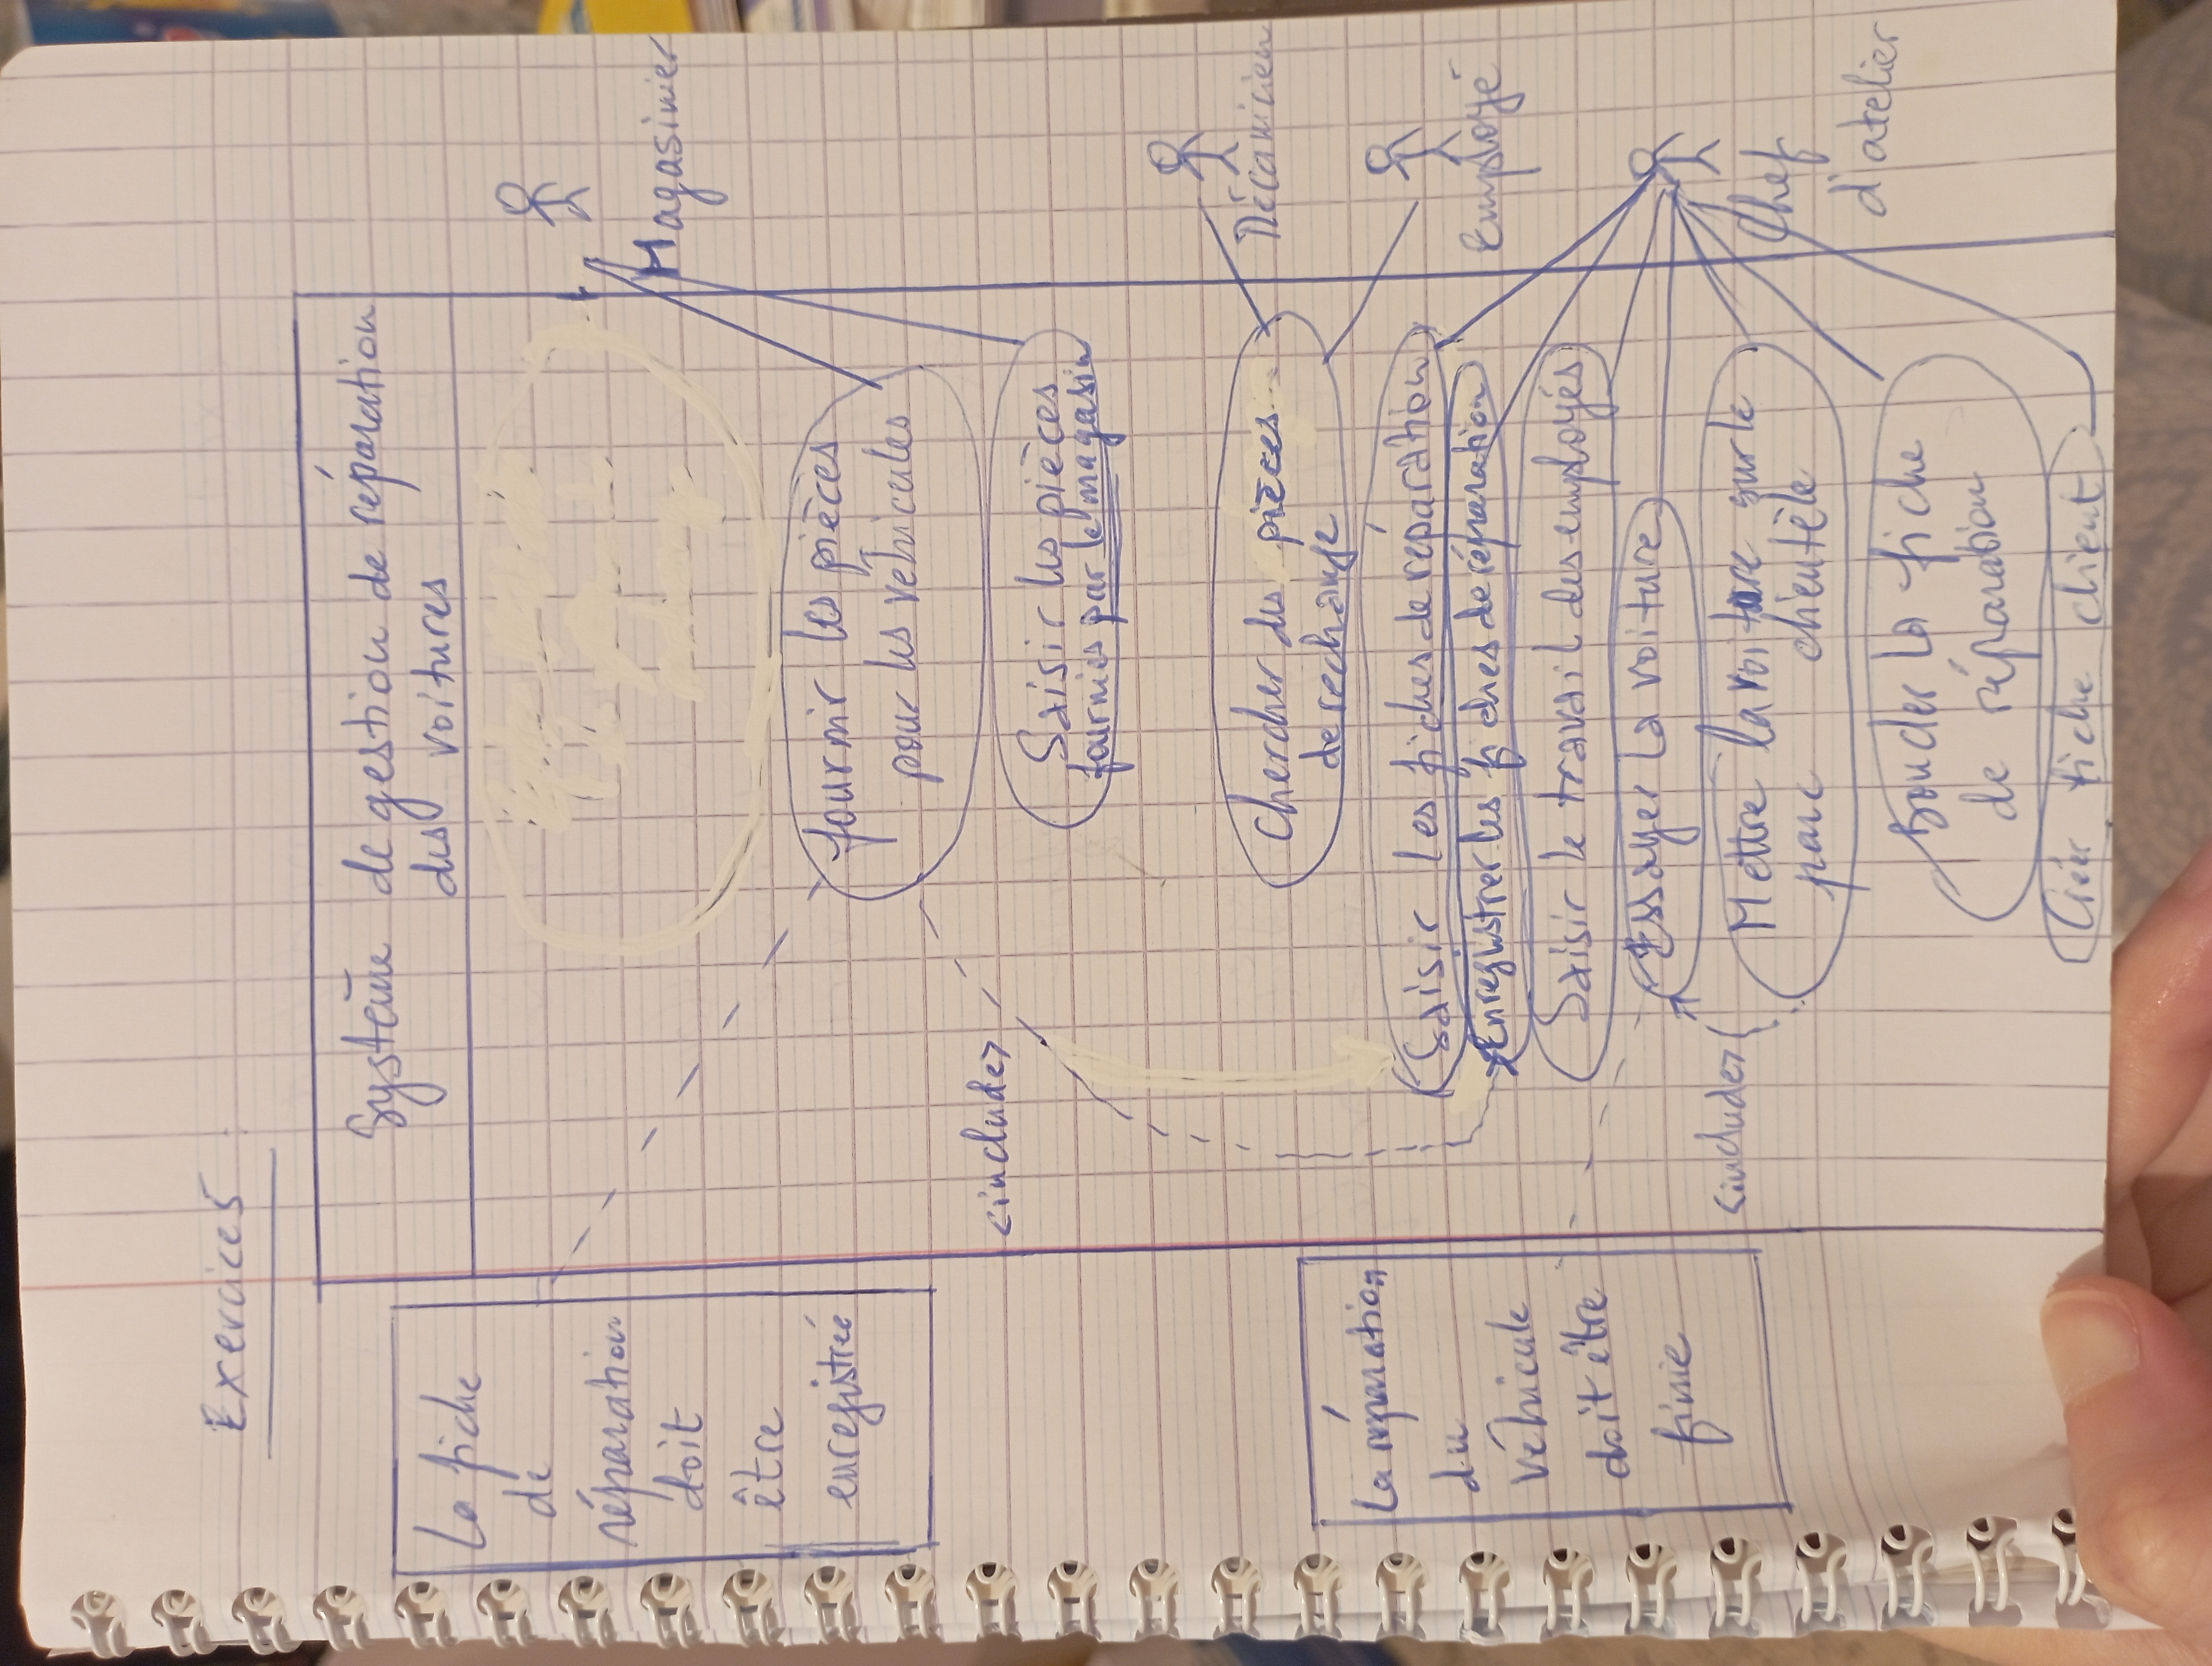 Exercice 5 :
Système de gestion de réparation
des voitures
La fiche
de
réparation
doit
être
enregistrée
Magasinier
fournir les pièces
pour les véhicules
<include>
Saisir les pièces
fournies par le magasin
Mécanicien
Chercher des pièces
de rechange
Employé
La réparation
du
véhicule
doit être
finie
Saisir les fiches de réparation
Enregistrer les fiches de réparation
Saisir le travail des employés
Essayer la voiture
<include>
Mettre la voiture sur le
parc clientèle
Chef
d'atelier
Boucler la fiche
de réparation
Créer fiche client